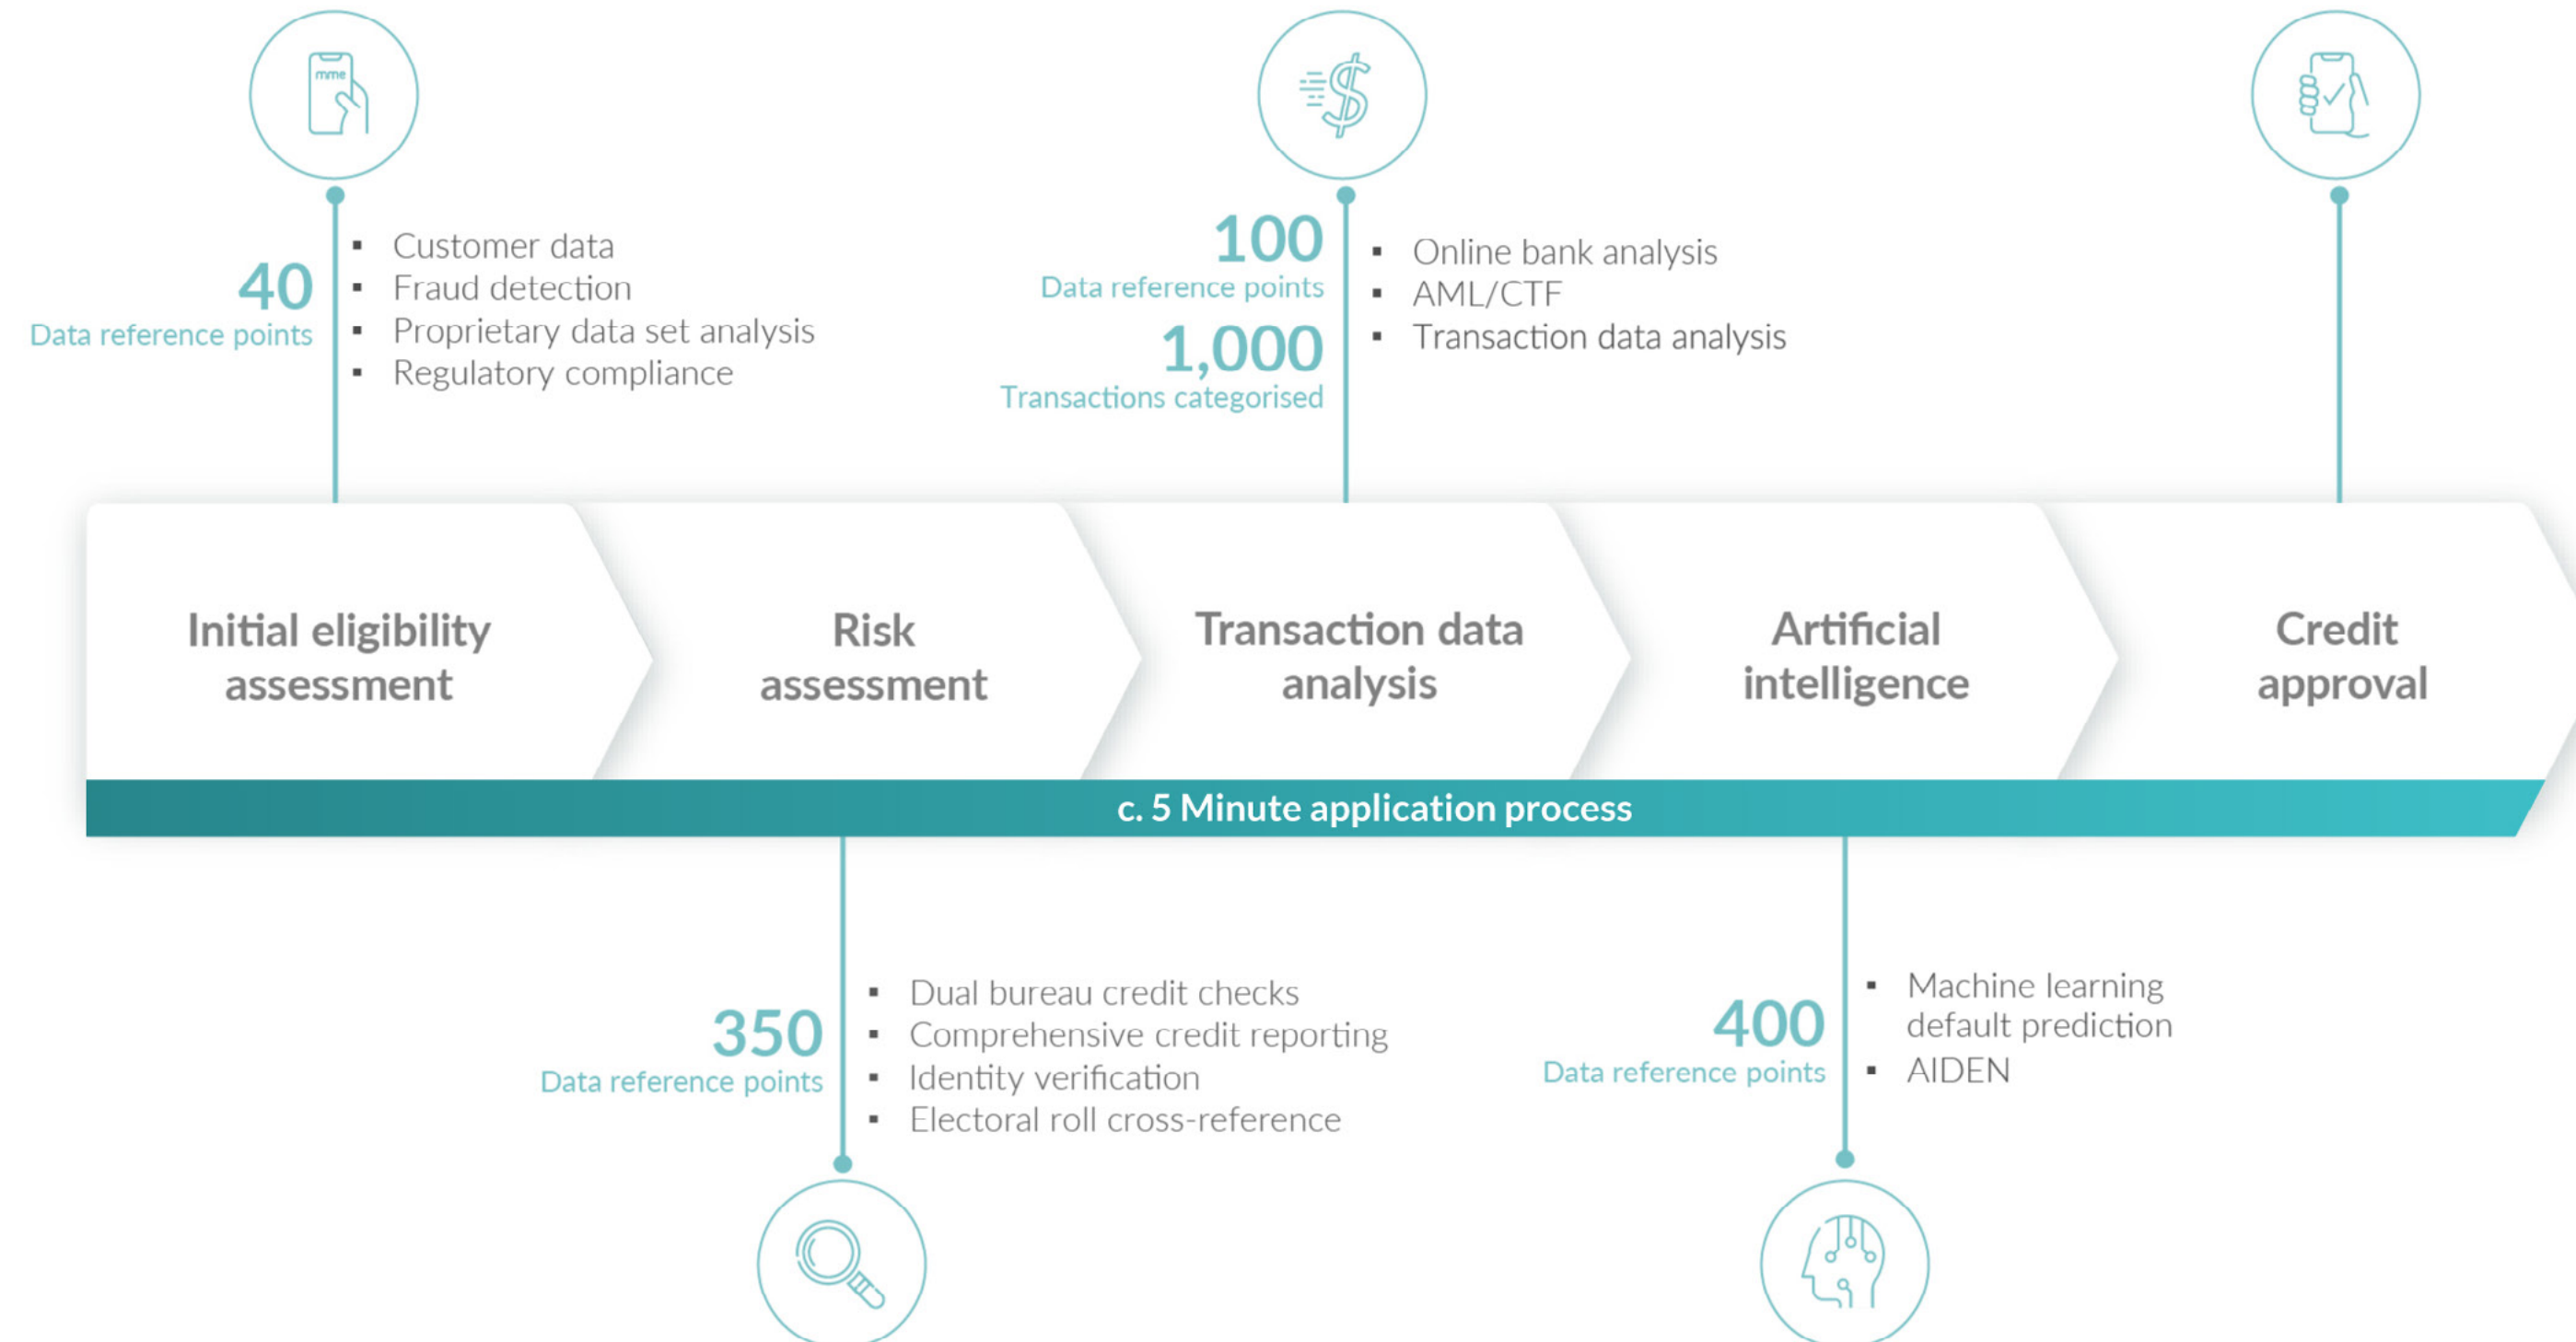 mme
40
Data reference points
Customer data
Fraud detection
Proprietary data set analysis
Regulatory compliance
100
Data reference points
1,000
Transactions categorised
Online bank analysis
AML/CTF
Transaction data analysis
Initial eligibility
assessment
Risk
assessment
Transaction data
analysis
Artificial
intelligence
Credit
approval
c. 5 Minute application process
350
Data reference points
Dual bureau credit checks
Comprehensive credit reporting
Identity verification
Electoral roll cross-reference
400
Data reference points
Machine learning
default prediction
AIDEN